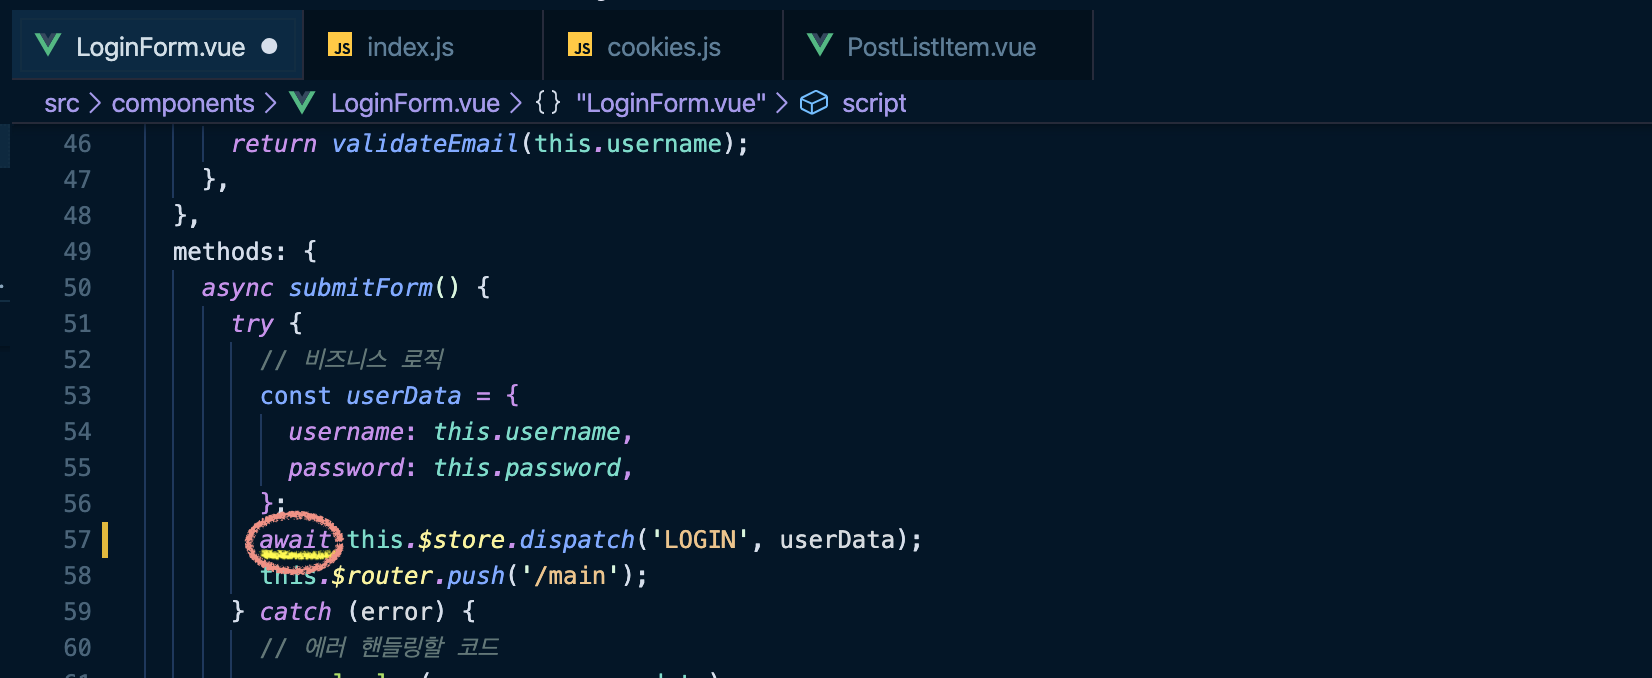 LoginForm.vue
JS index.js
JS cookies.js
PostListItem.vue
src > components > LoginForm.vue > {} "LoginForm.vue" > script
46 return validateEmail(this.username);
47 },
48 },
49 methods: {
50 async submitForm() {
51 try {
52 // 비즈니스 로직
53 const userData = {
54 username: this.username,
55 password: this.password,
56 };
57 await this.$store.dispatch('LOGIN', userData);
58 this.$router.push('/main');
59 } catch (error) {
60 // 에러 핸들링할 코드